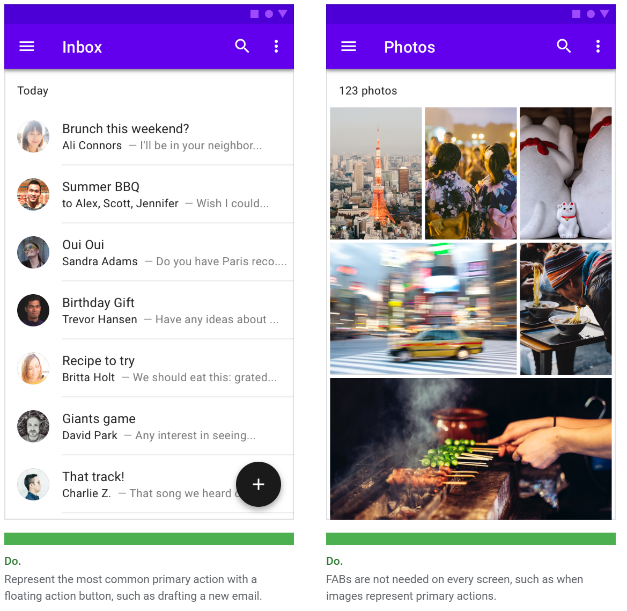 Inbox
Today
Brunch this weekend?
Ali Connors — I'll be in your neighbor...
Summer BBQ
to Alex, Scott, Jennifer — Wish I could...
Oui Oui
Sandra Adams — Do you have Paris reco....
Birthday Gift
Trevor Hansen — Have any ideas about ...
Recipe to try
Britta Holt — We should eat this: grated...
Giants game
David Park — Any interest in seeing...
That track!
Charlie Z. — That song we heard
+
Do.
Represent the most common primary action with a
floating action button, such as drafting a new email.
Photos
123 photos
Do.
FABs are not needed on every screen, such as when
images represent primary actions.